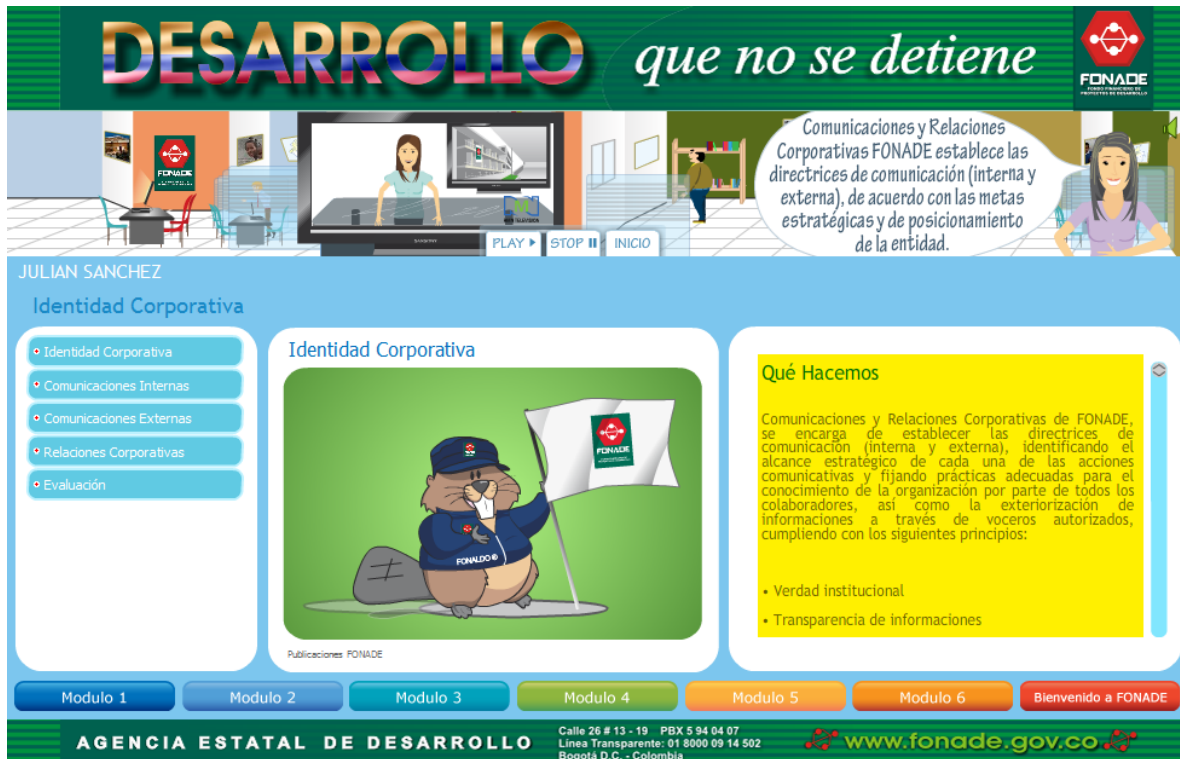 DESARROLLO que no se detiene
FONADE
FONDO FINANCIERO DE
PROYECTOS DE DESARROLLO
FONADE
Comunicaciones y Relaciones
Corporativas FONADE establece las
directrices de comunicación (interna y
externa), de acuerdo con las metas
estratégicas y de posicionamiento
de la entidad.
PLAY STOP INICIO
JULIAN SANCHEZ
Identidad Corporativa
• Identidad Corporativa
• Comunicaciones Internas
• Comunicaciones Externas
• Relaciones Corporativas
• Evaluación
Identidad Corporativa
FONADE
FONALDO
Publicaciones FONADE
Qué Hacemos
Comunicaciones y Relaciones Corporativas de FONADE,
se encarga de establecer las directrices de
comunicación (interna y externa), identificando el
alcance estratégico de cada una de las acciones
comunicativas y fijando prácticas adecuadas para el
conocimiento de la organización por parte de todos los
colaboradores, así como la exteriorización de
informaciones a través de voceros autorizados,
cumpliendo con los siguientes principios:
• Verdad institucional
• Transparencia de informaciones
Modulo 1 Modulo 2 Modulo 3 Modulo 4 Modulo 5 Modulo 6 Bienvenido a FONADE
AGENCIA ESTATAL DE DESARROLLO
Calle 26 # 13 - 19 PBX 5 94 04 07
Línea Transparente: 01 8000 09 14 502
Bogotá D.C. - Colombia
www.fonade.gov.co